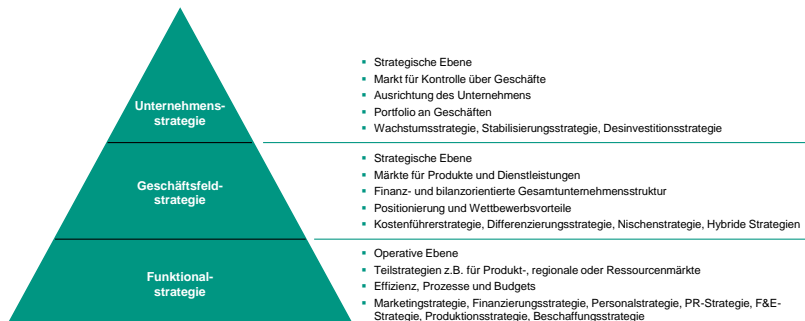 Unternehmens-
strategie
Strategische Ebene
Markt für Kontrolle über Geschäfte
Ausrichtung des Unternehmens
Portfolio an Geschäften
Wachstumsstrategie, Stabilisierungsstrategie, Desinvestitionsstrategie
Geschäftsfeld-
strategie
Strategische Ebene
Märkte für Produkte und Dienstleistungen
Finanz- und bilanzorientierte Gesamtunternehmensstruktur
Positionierung und Wettbewerbsvorteile
Kostenführerstrategie, Differenzierungsstrategie, Nischenstrategie, Hybride Strategien
Funktional-
strategie
Operative Ebene
Teilstrategien z.B. für Produkt-, regionale oder Ressourcenmärkte
Effizienz, Prozesse und Budgets
Marketingstrategie, Finanzierungsstrategie, Personalstrategie, PR-Strategie, F&E-
Strategie, Produktionsstrategie, Beschaffungsstrategie